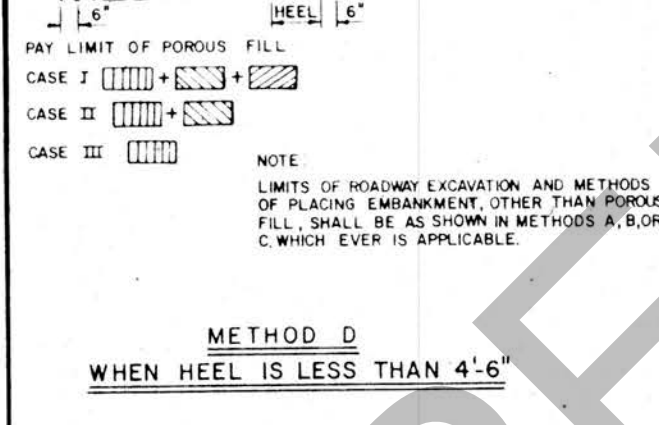 6" HEEL 6"
PAY LIMIT OF POROUS FILL
CASE I + +
CASE II +
CASE III
NOTE:
LIMITS OF ROADWAY EXCAVATION AND METHODS
OF PLACING EMBANKMENT, OTHER THAN POROUS
FILL, SHALL BE AS SHOWN IN METHODS A, B, OR
C, WHICH EVER IS APPLICABLE.
METHOD D
WHEN HEEL IS LESS THAN 4'-6"